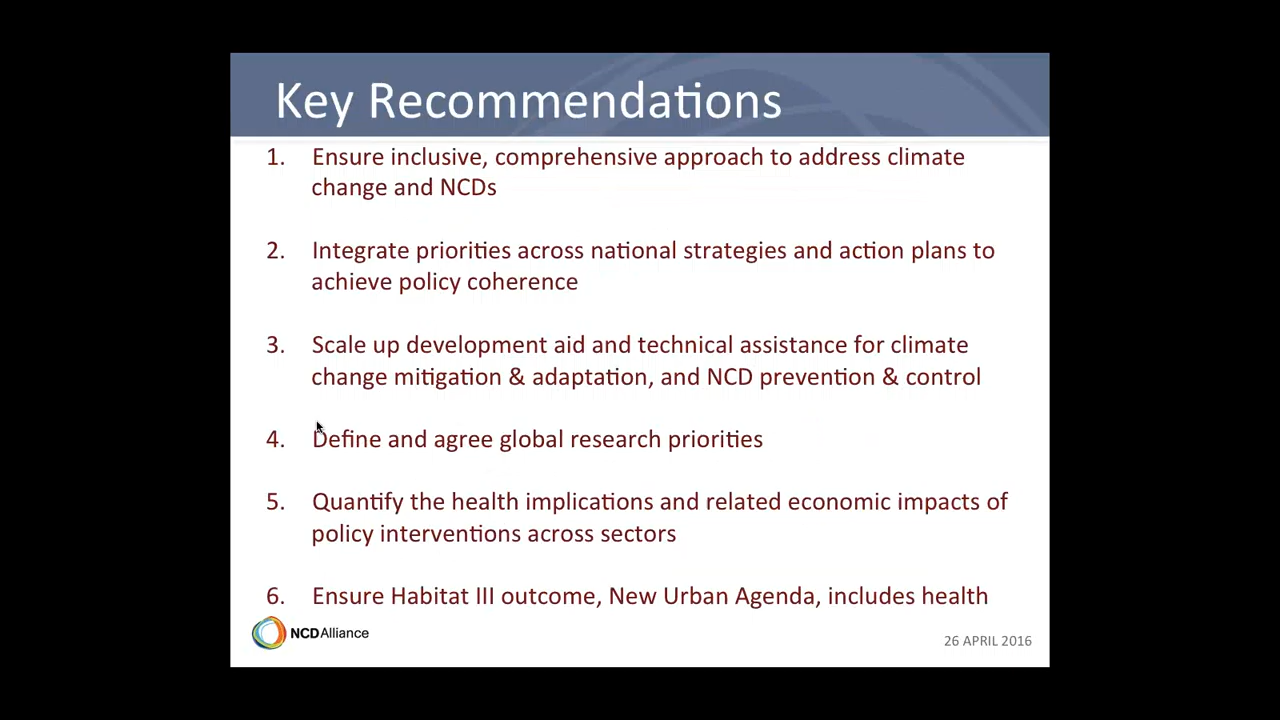 Key Recommendations
1. Ensure inclusive, comprehensive approach to address climate
change and NCDs
2. Integrate priorities across national strategies and action plans to
achieve policy coherence
3. Scale up development aid and technical assistance for climate
change mitigation & adaptation, and NCD prevention & control
4. Define and agree global research priorities
5. Quantify the health implications and related economic impacts of
policy interventions across sectors
6. Ensure Habitat III outcome, New Urban Agenda, includes health
NCDAlliance
26 APRIL 2016